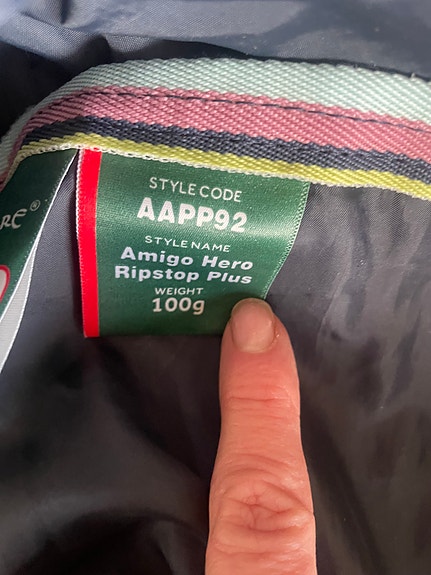 STYLE CODE
AAPP92
STYLE NAME
Amigo Hero
Ripstop Plus
WEIGHT
100g